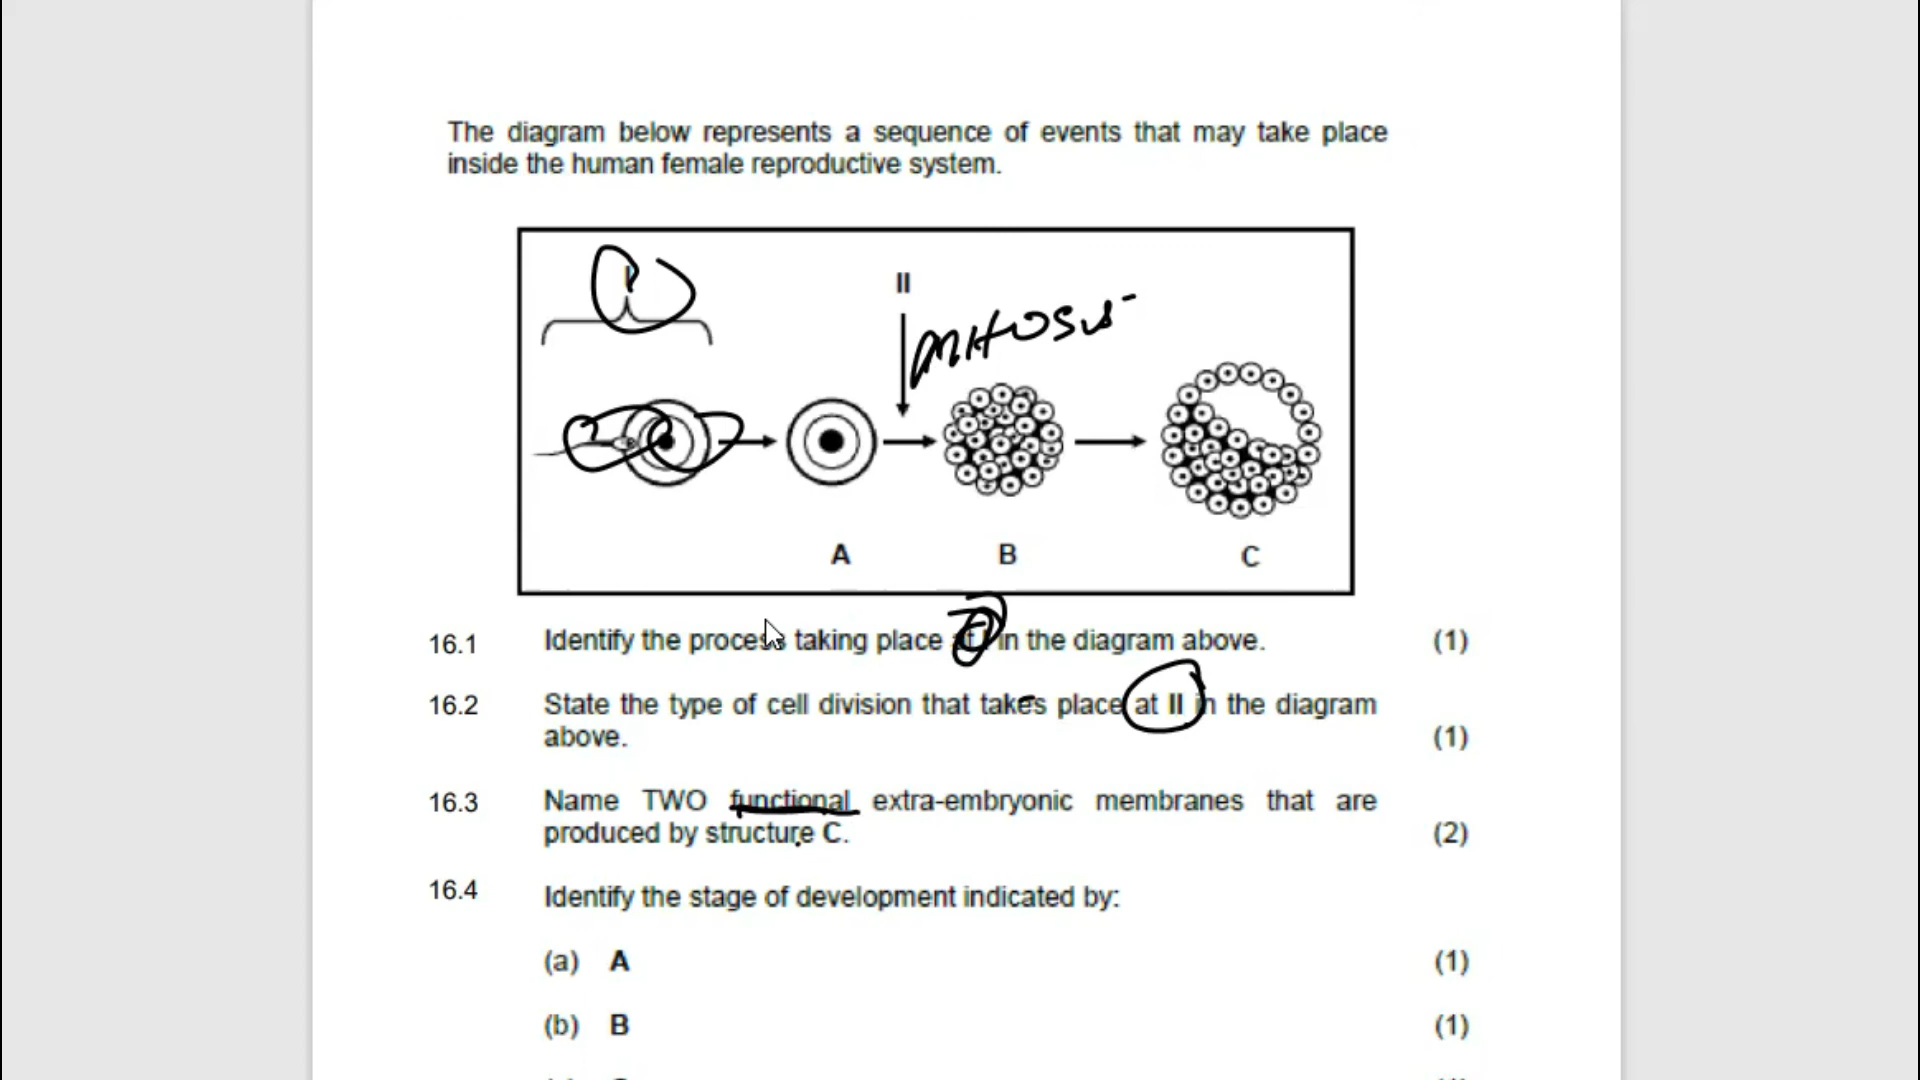 The diagram below represents a sequence of events that may take place
inside the human female reproductive system.
I
II
mitosis
A
B
C
16.1 Identify the process taking place at I in the diagram above. (1)
16.2 State the type of cell division that takes place at II in the diagram
above. (1)
16.3 Name TWO functional extra-embryonic membranes that are
produced by structure C. (2)
16.4 Identify the stage of development indicated by:
(a) A (1)
(b) B (1)